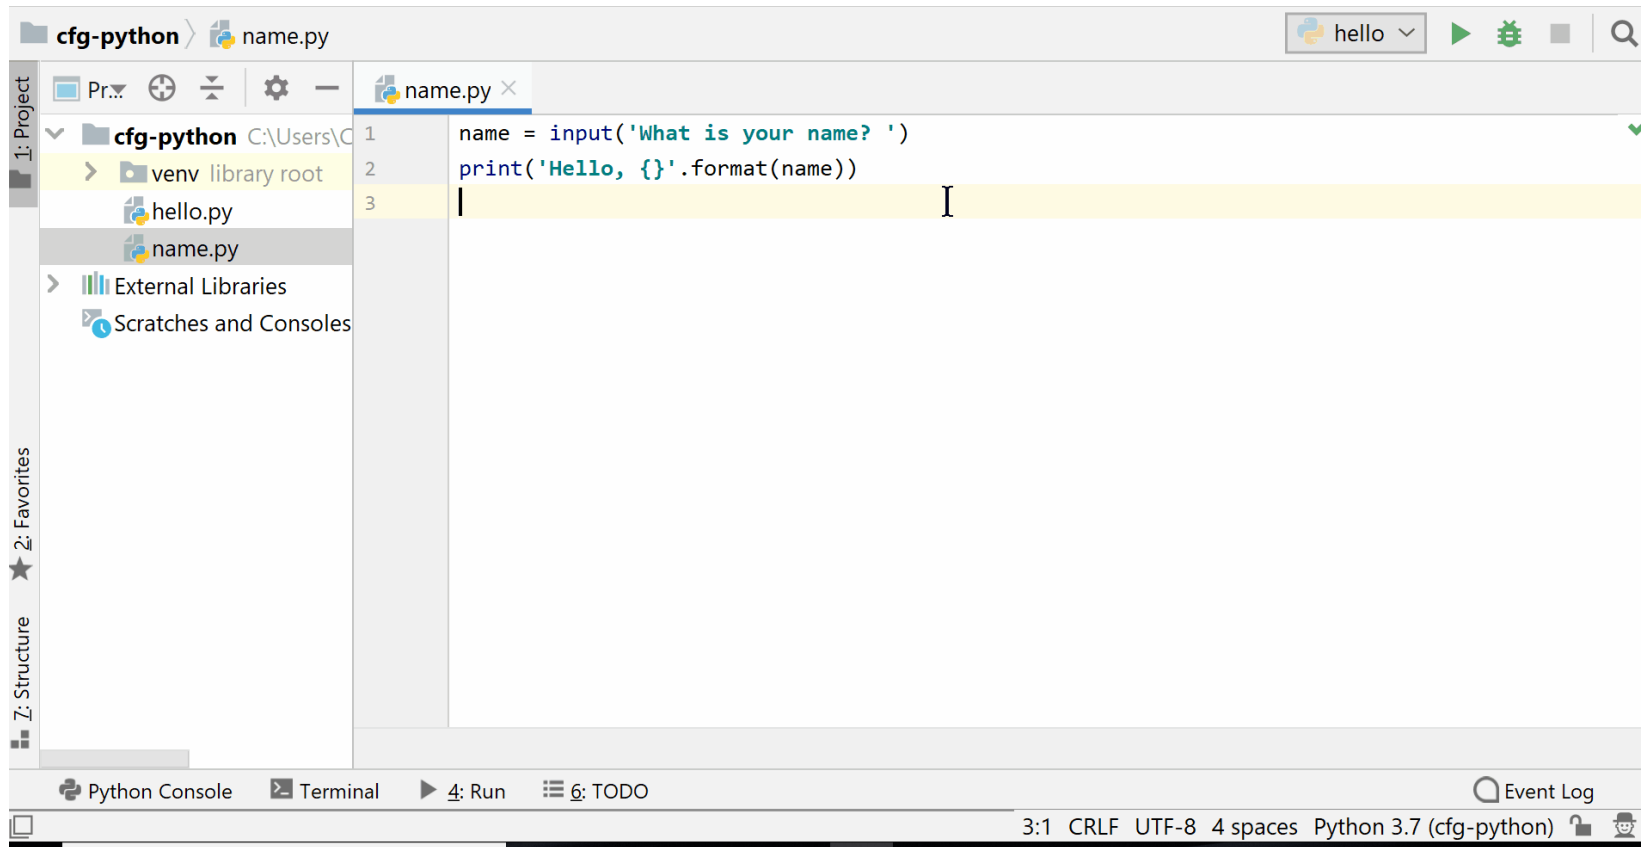 cfg-python name.py
hello
1: Project
Pr...
name.py
cfg-python C:\Users\C
venv library root
hello.py
name.py
External Libraries
Scratches and Consoles
1 name = input('What is your name? ')
2 print('Hello, {}'.format(name))
3
2: Favorites
7: Structure
Python Console Terminal 4: Run 6: TODO Event Log
3:1 CRLF UTF-8 4 spaces Python 3.7 (cfg-python)